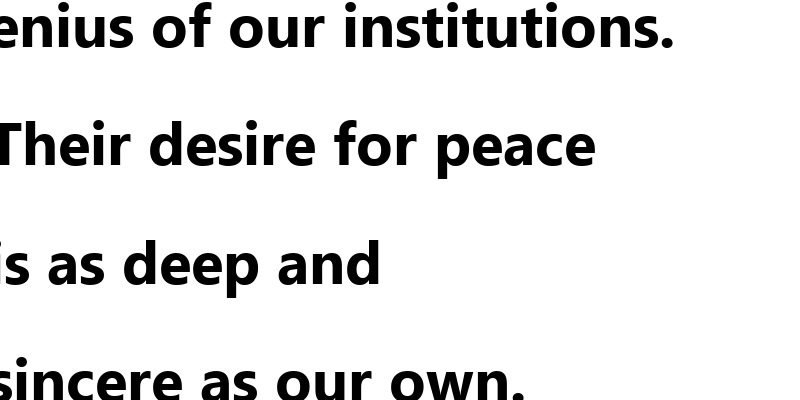 enius of our institutions.
Their desire for peace
is as deep and
sincere as our own.